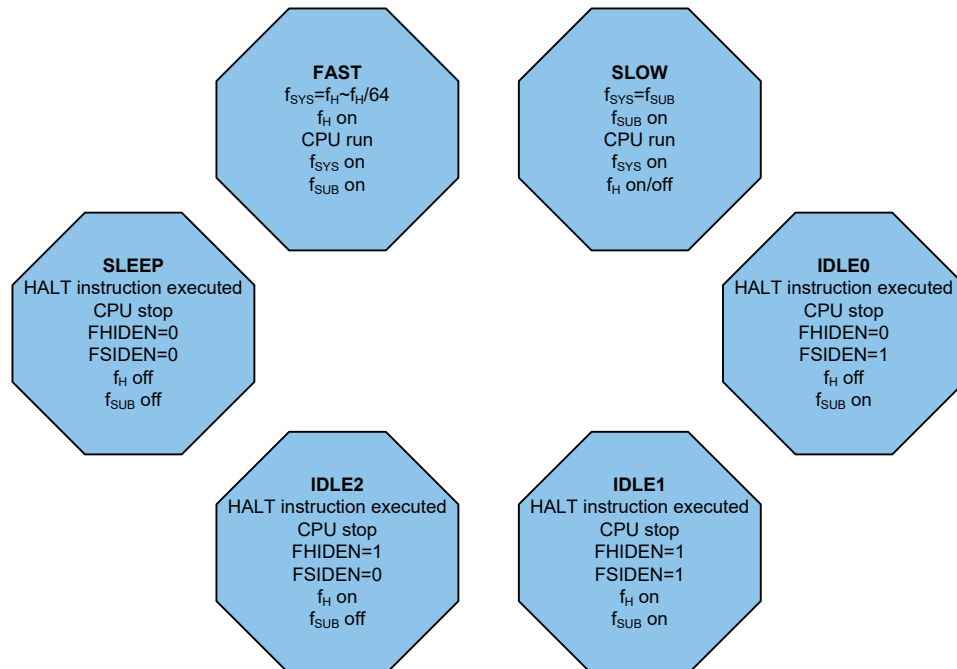 FAST
fSYS=fH~fH/64
fH on
CPU run
fSYS on
fSUB on
SLOW
fSYS=fSUB
fSUB on
CPU run
fSYS on
fH on/off
SLEEP
HALT instruction executed
CPU stop
FHIDEN=0
FSIDEN=0
fH off
fSUB off
IDLE0
HALT instruction executed
CPU stop
FHIDEN=0
FSIDEN=1
fH off
fSUB on
IDLE2
HALT instruction executed
CPU stop
FHIDEN=1
FSIDEN=0
fH on
fSUB off
IDLE1
HALT instruction executed
CPU stop
FHIDEN=1
FSIDEN=1
fH on
fSUB on